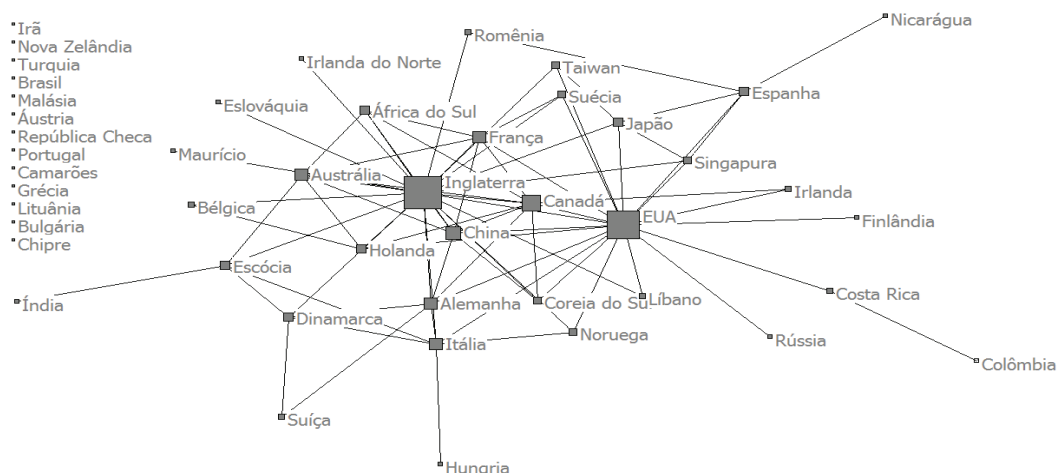 Irã
Nova Zelândia
Turquia
Brasil
Malásia
Áustria
República Checa
Portugal
Camarões
Grécia
Lituânia
Bulgária
Chipre
Nicarágua
Romênia
Irlanda do Norte
Taiwan
Espanha
Suécia
Eslováquia
África do Sul
Japão
França
Maurício
Singapura
Austrália
Inglaterra
Irlanda
Canadá
Bélgica
EUA
Finlândia
China
Holanda
Escócia
Índia
Costa Rica
Líbano
Coreia do Su
Alemanha
Dinamarca
Noruega
Rússia
Itália
Colômbia
Suíça
Hungria